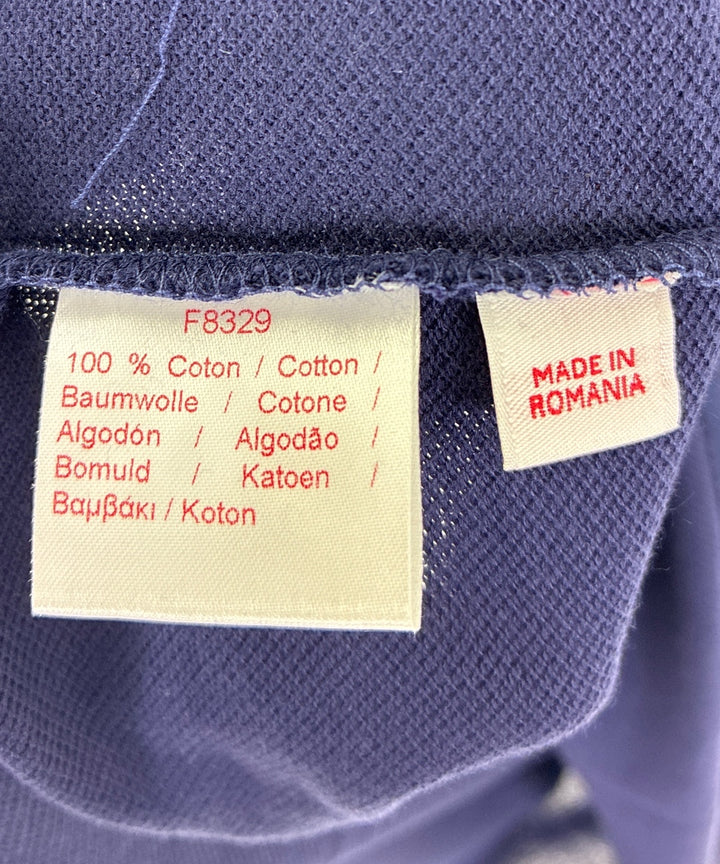 F8329
100 % Coton / Cotton /
Baumwolle / Cotone /
Algodón / Algodão /
Bomuld / Katoen /
Βαμβάκι / Koton
MADE IN
ROMANIA